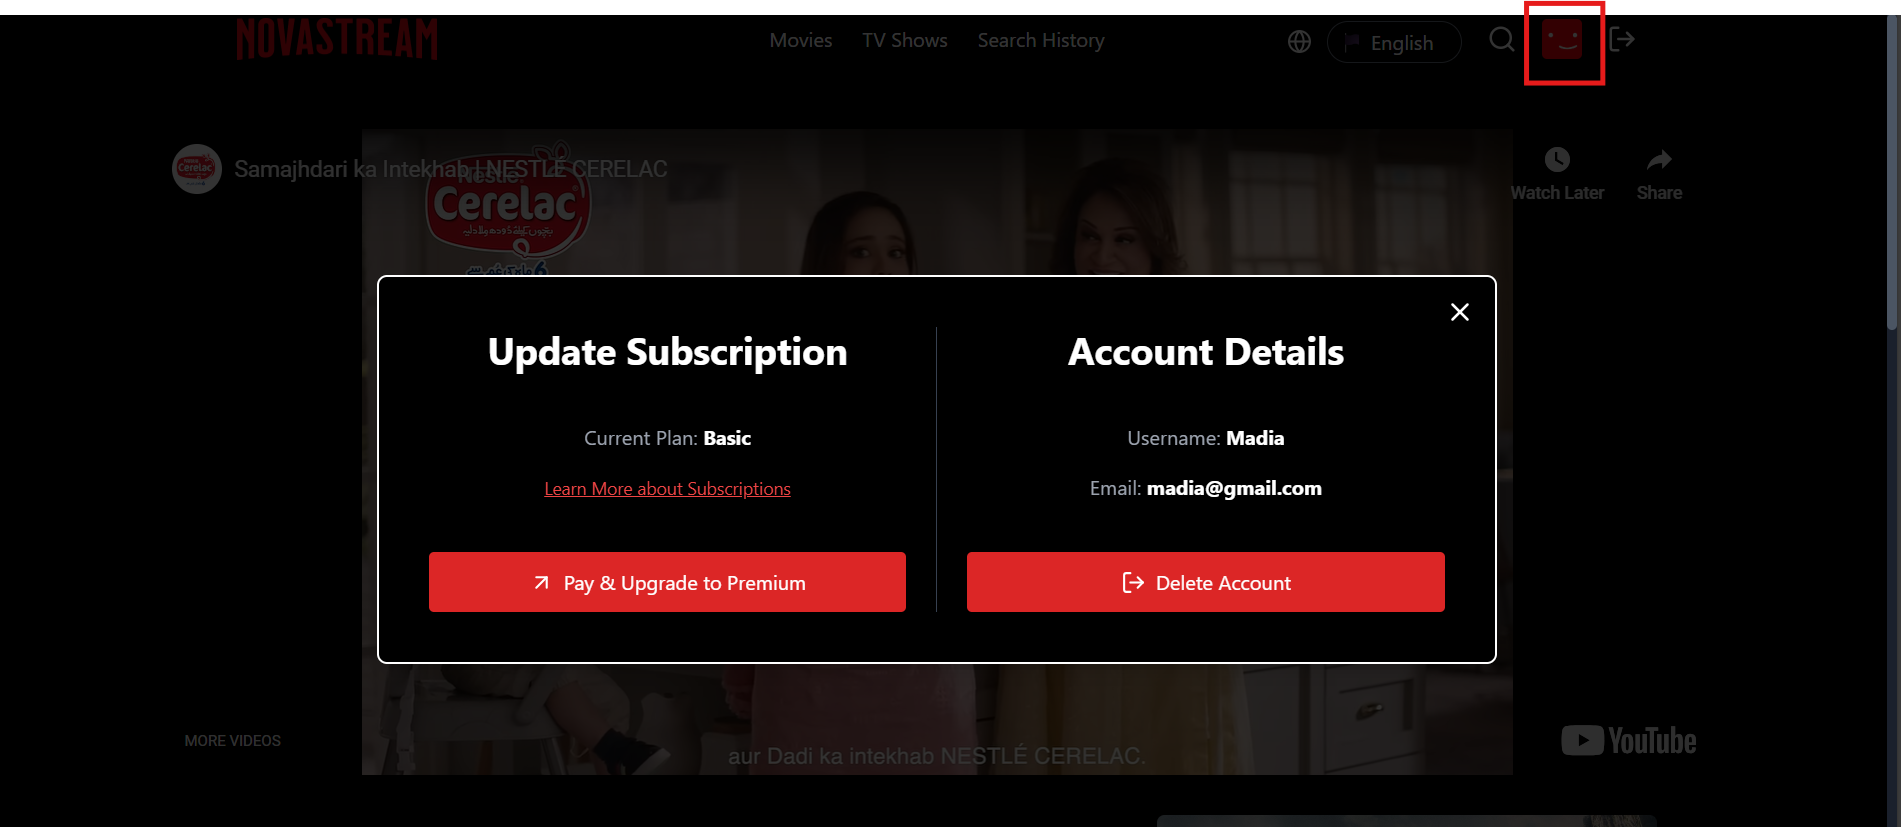 NOVASTREAM
Movies TV Shows Search History English
Samajhdari ka Intekhab | NESTLÉ CERELAC
Cerelac
Nestlé
Cerelac
Watch Later Share
Update Subscription
Current Plan: Basic
Learn More about Subscriptions
Pay & Upgrade to Premium
Account Details
Username: Madia
Email: madia@gmail.com
Delete Account
MORE VIDEOS
aur Dadi ka intekhab NESTLÉ CERELAC.
YouTube